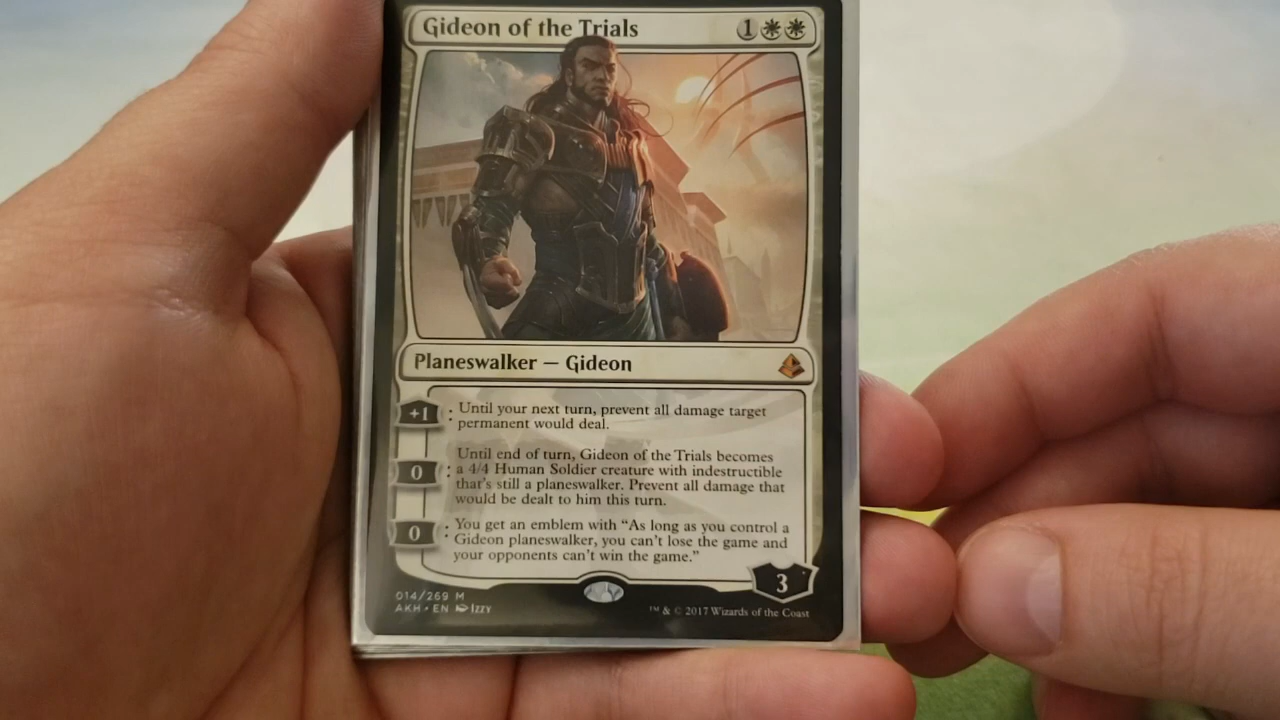 Gideon of the Trials 1
Planeswalker — Gideon
+1 : Until your next turn, prevent all damage target
permanent would deal.
Until end of turn, Gideon of the Trials becomes
0 : a 4/4 Human Soldier creature with indestructible
that's still a planeswalker. Prevent all damage that
would be dealt to him this turn.
0 : You get an emblem with “As long as you control a
Gideon planeswalker, you can't lose the game and
your opponents can't win the game.”
3
014/269 M
AKH • EN Izzy
™ & © 2017 Wizards of the Coast